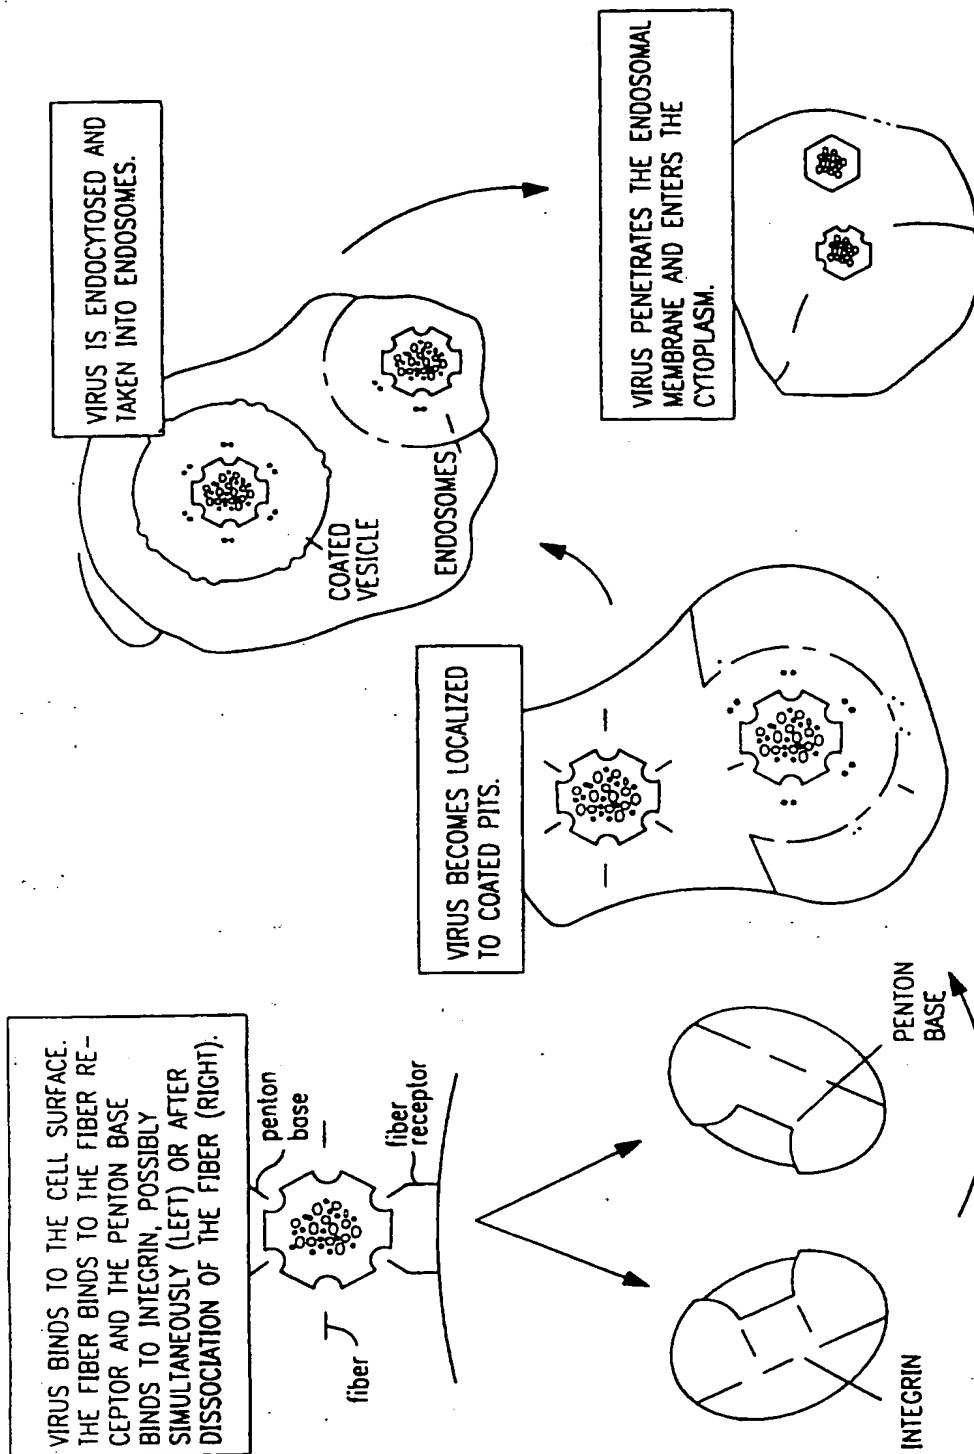 VIRUS BINDS TO THE CELL SURFACE.
THE FIBER BINDS TO THE FIBER RE-
CEPTOR AND THE PENTON BASE
BINDS TO INTEGRIN, POSSIBLY
SIMULTANEOUSLY (LEFT) OR AFTER
DISSOCIATION OF THE FIBER (RIGHT).
penton
base
fiber
fiber
receptor
INTEGRIN
PENTON
BASE
VIRUS BECOMES LOCALIZED
TO COATED PITS.
VIRUS IS ENDOCYTOSED AND
TAKEN INTO ENDOSOMES.
COATED
VESICLE
ENDOSOMES
VIRUS PENETRATES THE ENDOSOMAL
MEMBRANE AND ENTERS THE
CYTOPLASM.